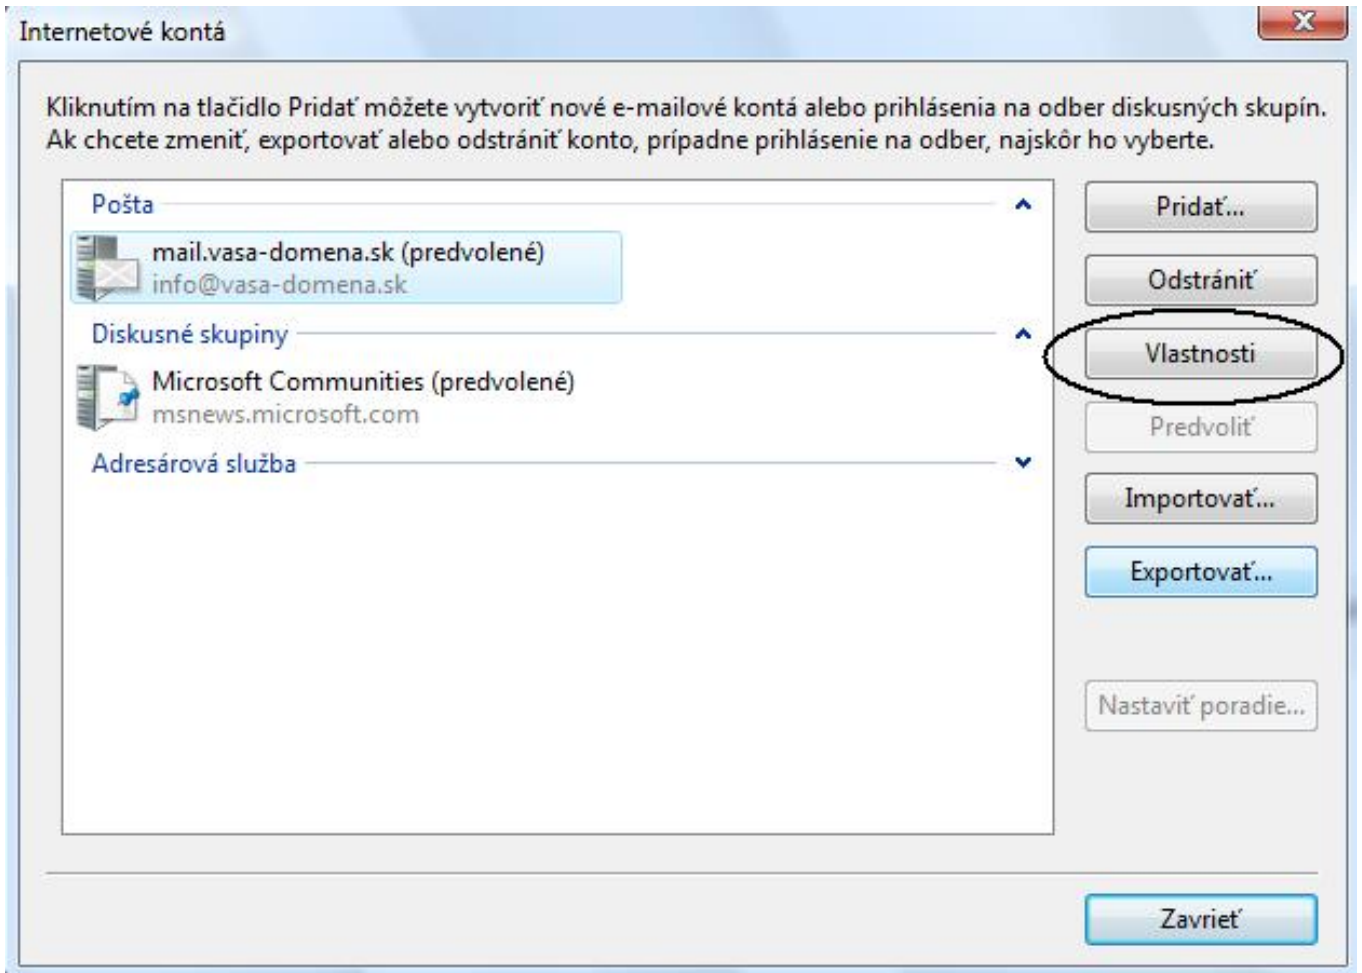 Internetové kontá
Kliknutím na tlačidlo Pridať môžete vytvoriť nové e-mailové kontá alebo prihlásenia na odber diskusných skupín.
Ak chcete zmeniť, exportovať alebo odstrániť konto, prípadne prihlásenie na odber, najskôr ho vyberte.
Pošta
mail.vasa-domena.sk (predvolené)
info@vasa-domena.sk
Diskusné skupiny
Microsoft Communities (predvolené)
msnews.microsoft.com
Adresárová služba
Pridať...
Odstrániť
Vlastnosti
Predvoliť
Importovať...
Exportovať...
Nastaviť poradie...
Zavrieť